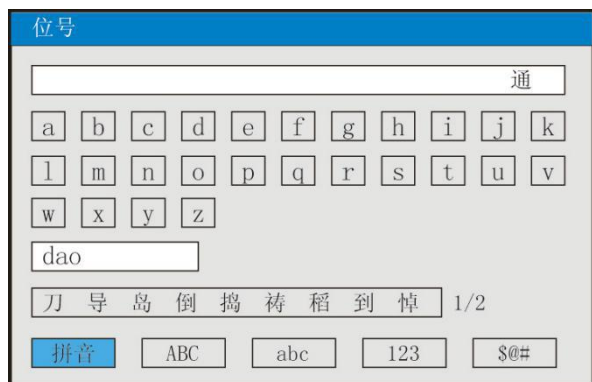 位号
通
a b c d e f g h i j k
l m n o p q r s t u v
w x y z
dao
刀 导 岛 倒 捣 祷 稻 到 悼 1/2
拼音 ABC abc 123 $@#